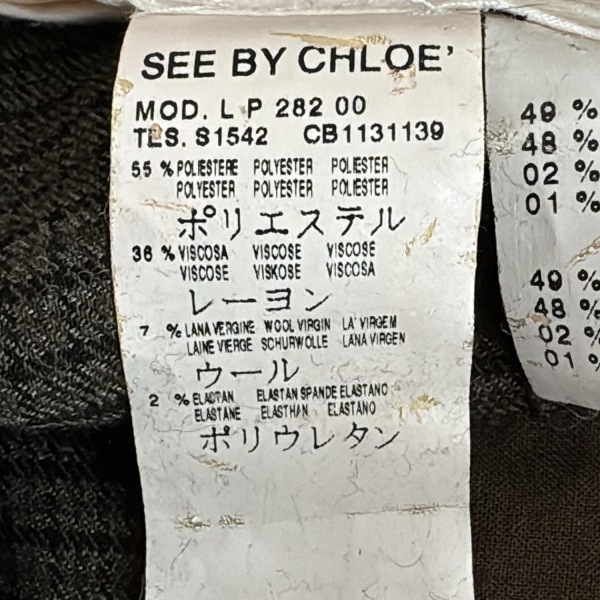 SEE BY CHLOE'
MOD. L P 282 00
TES. S1542 CB1131139
55 % POLIESTERE POLYESTER POLIESTER
POLYESTER POLYESTER POLIESTER
ポリエステル
36 % VISCOSA VISCOSE VISCOSE
VISCOSE VISKOSE VISCOSA
レーヨン
7 % LANA VERGINE WOOL VIRGIN LA' VIRGEM
LAINE VIERGE SCHURWOLLE LANA VIRGEN
ウール
2 % ELASTAN ELASTAN SPANDE ELASTANO
ELASTANE ELASTHAN ELASTANO
ポリウレタン
49 %
48 %
02 %
01 %
49 %
48 %
02 %
01 %